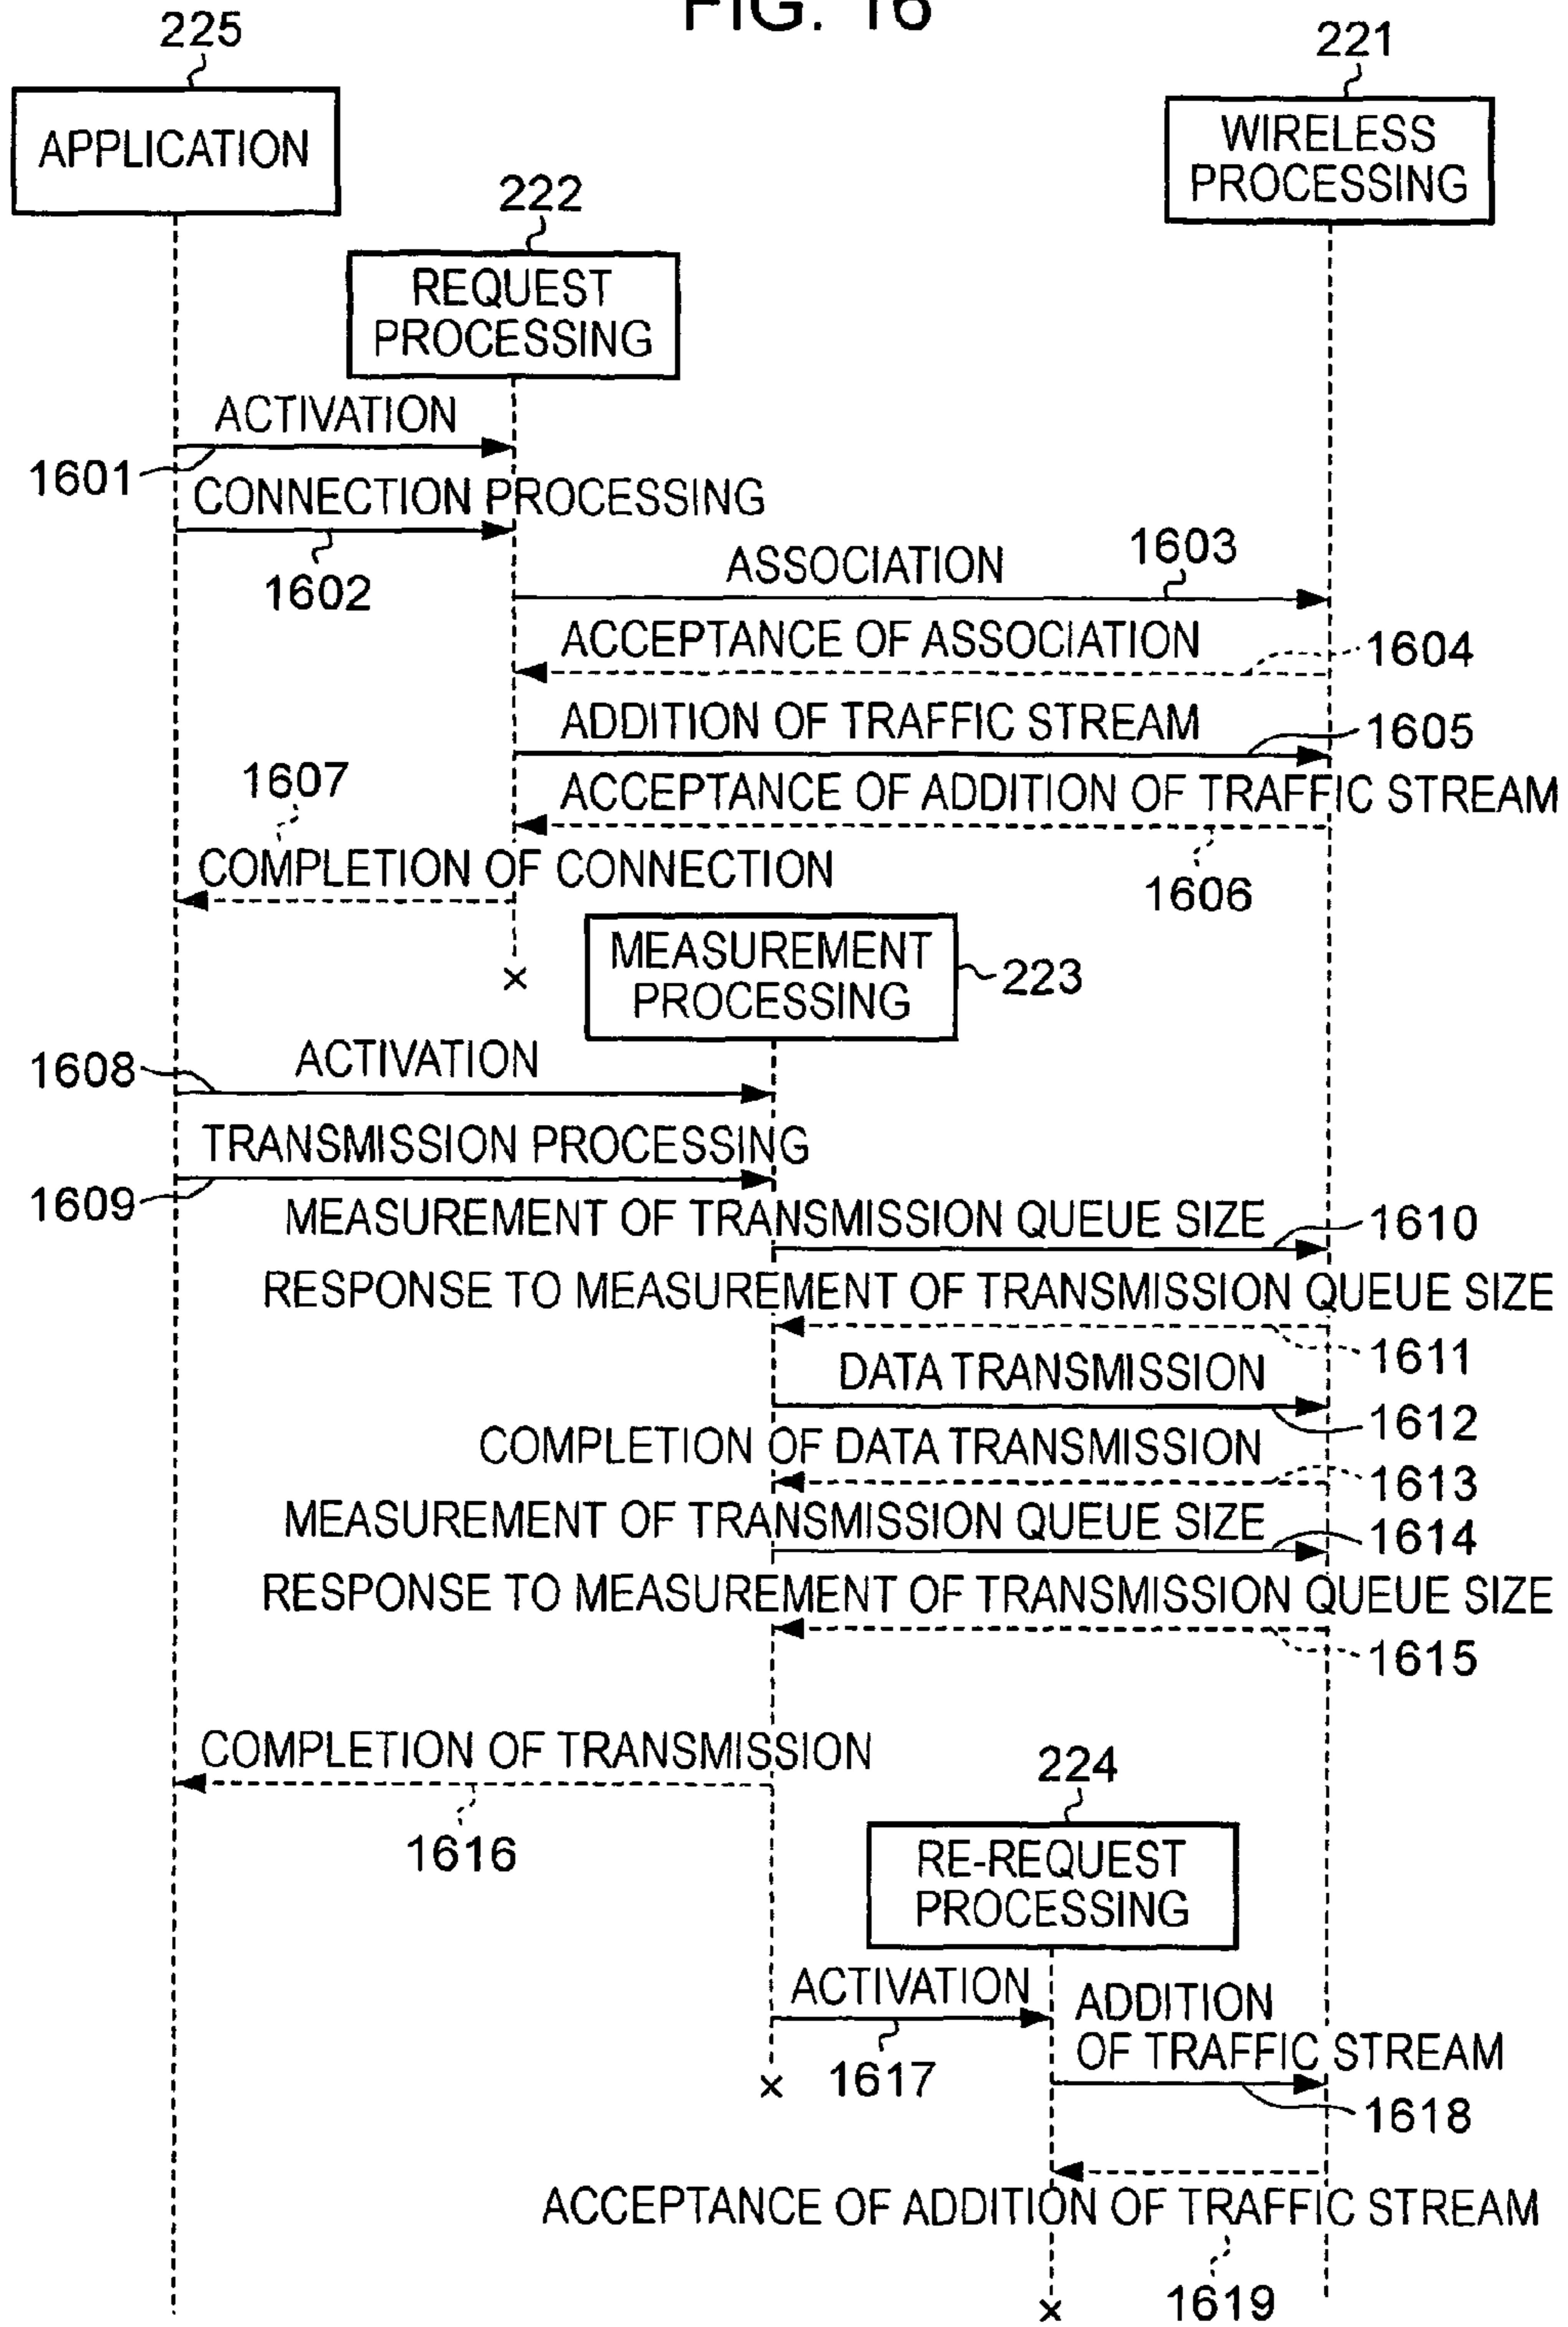 FIG. 16
225
221
APPLICATION
WIRELESS
PROCESSING
222
REQUEST
PROCESSING
ACTIVATION
1601
CONNECTION PROCESSING
1602
ASSOCIATION
1603
ACCEPTANCE OF ASSOCIATION
1604
ADDITION OF TRAFFIC STREAM
1605
1607
ACCEPTANCE OF ADDITION OF TRAFFIC STREAM
COMPLETION OF CONNECTION
1606
MEASUREMENT
PROCESSING
223
ACTIVATION
1608
TRANSMISSION PROCESSING
1609
MEASUREMENT OF TRANSMISSION QUEUE SIZE
1610
RESPONSE TO MEASUREMENT OF TRANSMISSION QUEUE SIZE
1611
DATA TRANSMISSION
1612
COMPLETION OF DATA TRANSMISSION
1613
MEASUREMENT OF TRANSMISSION QUEUE SIZE
1614
RESPONSE TO MEASUREMENT OF TRANSMISSION QUEUE SIZE
1615
COMPLETION OF TRANSMISSION
1616
224
RE-REQUEST
PROCESSING
ACTIVATION
1617
ADDITION
OF TRAFFIC STREAM
1618
ACCEPTANCE OF ADDITION OF TRAFFIC STREAM
1619